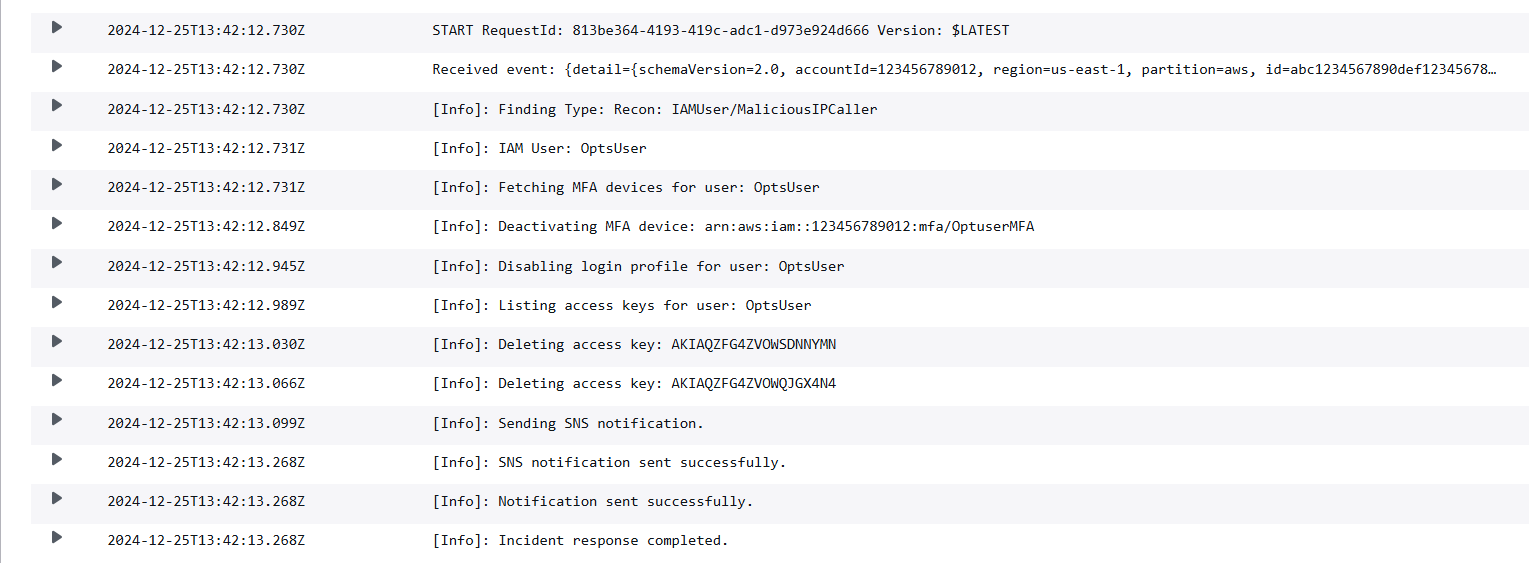 2024-12-25T13:42:12.730Z START RequestId: 813be364-4193-419c-adc1-d973e924d666 Version: $LATEST
2024-12-25T13:42:12.730Z Received event: {detail={schemaVersion=2.0, accountId=123456789012, region=us-east-1, partition=aws, id=abc1234567890def12345678…
2024-12-25T13:42:12.730Z [Info]: Finding Type: Recon: IAMUser/MaliciousIPCaller
2024-12-25T13:42:12.731Z [Info]: IAM User: OptsUser
2024-12-25T13:42:12.731Z [Info]: Fetching MFA devices for user: OptsUser
2024-12-25T13:42:12.849Z [Info]: Deactivating MFA device: arn:aws:iam::123456789012:mfa/OptuserMFA
2024-12-25T13:42:12.945Z [Info]: Disabling login profile for user: OptsUser
2024-12-25T13:42:12.989Z [Info]: Listing access keys for user: OptsUser
2024-12-25T13:42:13.030Z [Info]: Deleting access key: AKIAQZFG4ZVOWSDNNYMN
2024-12-25T13:42:13.066Z [Info]: Deleting access key: AKIAQZFG4ZVOWQJGX4N4
2024-12-25T13:42:13.099Z [Info]: Sending SNS notification.
2024-12-25T13:42:13.268Z [Info]: SNS notification sent successfully.
2024-12-25T13:42:13.268Z [Info]: Notification sent successfully.
2024-12-25T13:42:13.268Z [Info]: Incident response completed.